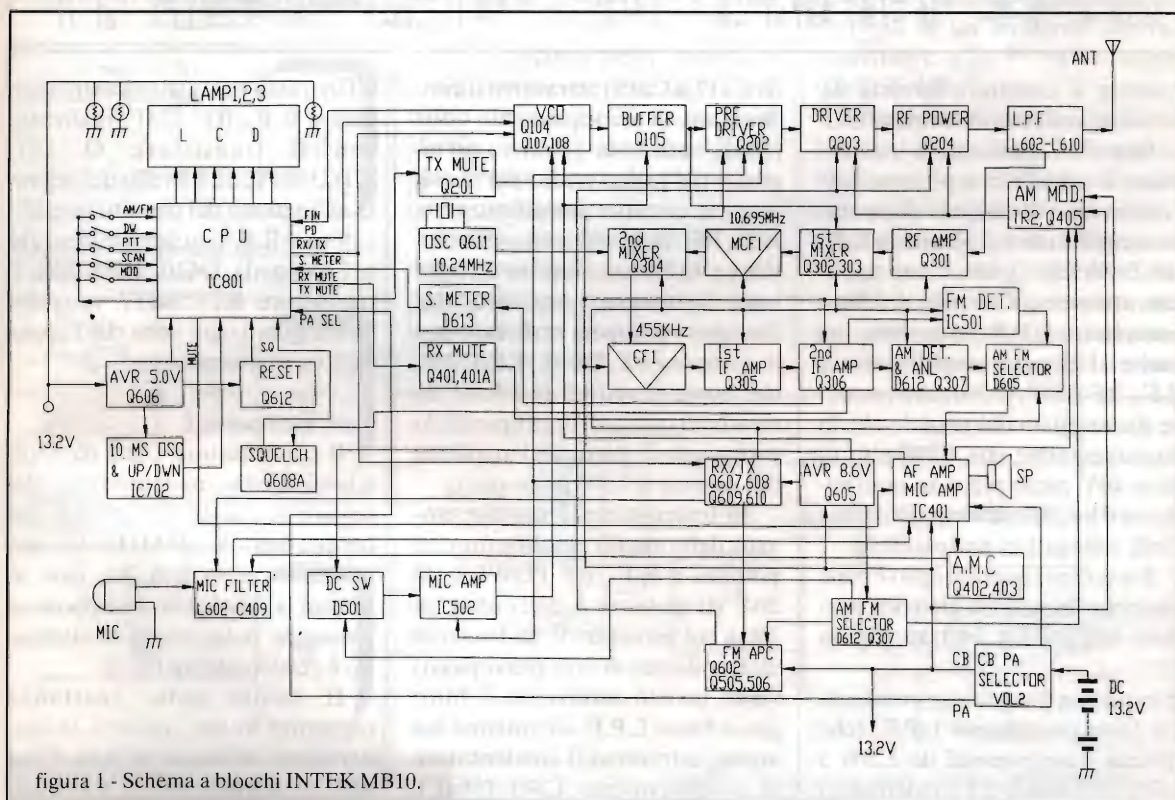 ANT
LAMP1,2,3
L C D
VCO
Q104
Q107,108
BUFFER
Q105
PRE
DRIVER
Q202
DRIVER
Q203
RF POWER
Q204
L.P.F
L602-L610
TX MUTE
Q201
AM MOD.
TR2, Q405
AM/FM
DW
PTT
SCAN
MOD
C P U
IC801
FIN
PD
RX/TX
S. METER
RX MUTE
TX MUTE
PA SEL
OSC Q611
10.24MHz
2nd
MIXER
Q304
10.695MHz
MCF1
1st
MIXER
Q302,303
RF AMP
Q301
S. METER
D613
FM DET.
IC501
455KHz
CF1
1st
IF AMP
Q305
2nd
IF AMP
Q306
AM DET.
& ANL
D612 Q307
AM FM
SELECTOR
D605
RX MUTE
Q401,401A
MUTE
S.Q
AVR 5.0V
Q606
RESET
Q612
13.2V
10 MS OSC
& UP/DWN
IC702
SQUELCH
Q608A
RX/TX
Q607,608
Q609,610
AVR 8.6V
Q605
AF AMP
MIC AMP
IC401
SP
A.M.C
Q402,403
MIC
MIC FILTER
L602 C409
DC SW
D501
MIC AMP
IC502
AM FM
SELECTOR
D612 Q307
FM APC
Q602
Q505,506
CB
PA
CB PA
SELECTOR
VOL2
DC
13.2V
13.2V
figura 1 - Schema a blocchi INTEK MB10.